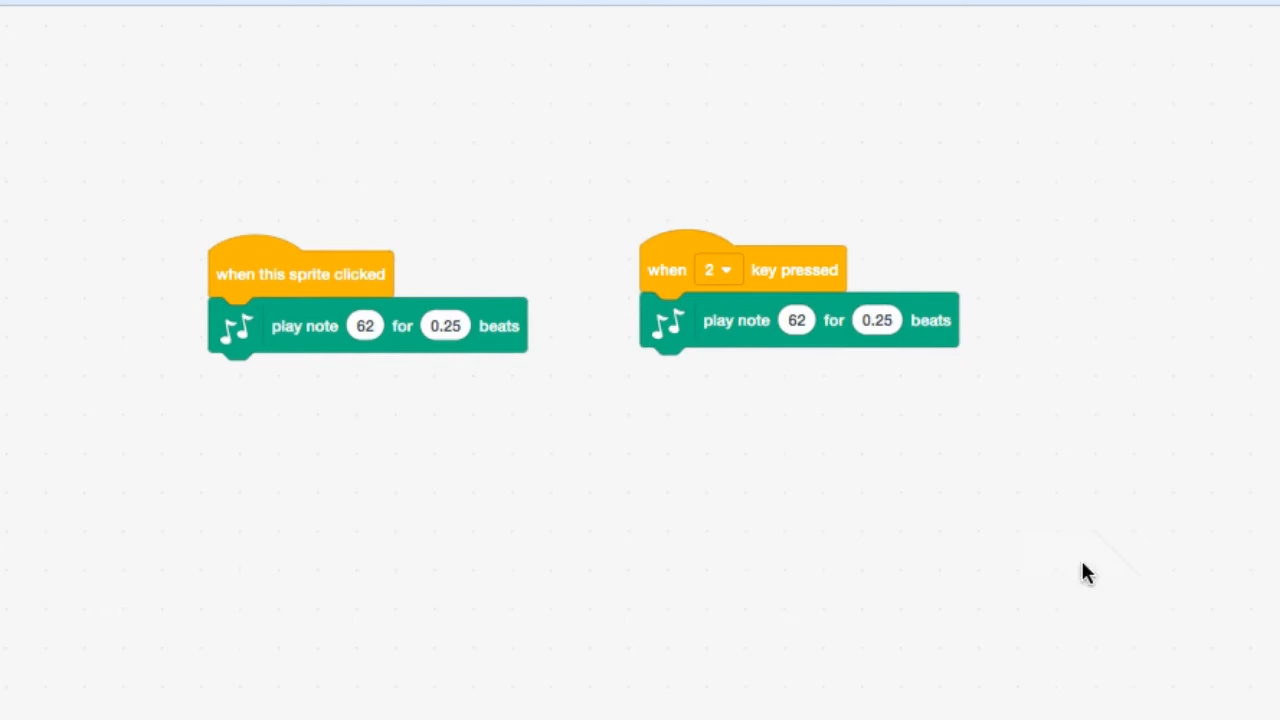 when this sprite clicked
play note 62 for 0.25 beats
when 2 key pressed
play note 62 for 0.25 beats